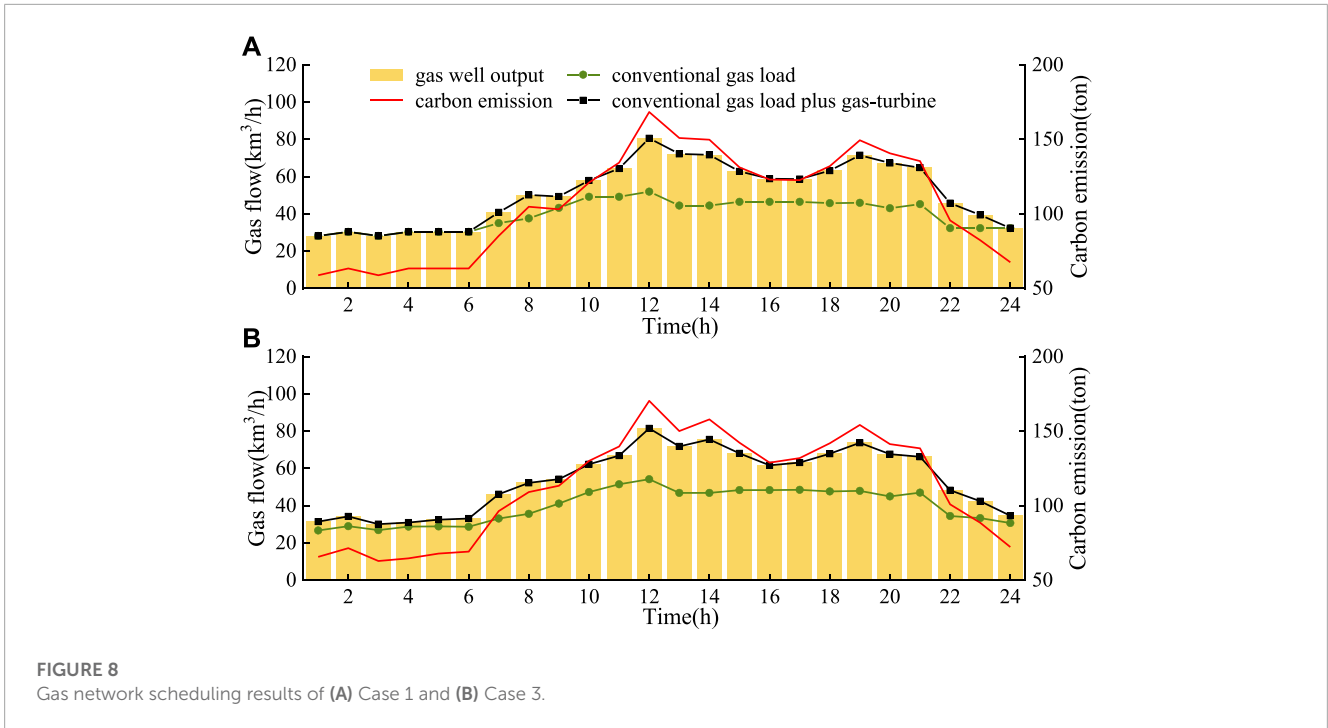 A
120
100
80
60
40
20
0
Gas flow(km³/h)
gas well output
conventional gas load
carbon emission
conventional gas load plus gas-turbine
200
150
100
50
Carbon emission(ton)
2 4 6 8 10 12 14 16 18 20 22 24
Time(h)
B
120
100
80
60
40
20
0
Gas flow(km³/h)
200
150
100
50
Carbon emission(ton)
2 4 6 8 10 12 14 16 18 20 22 24
Time(h)
FIGURE 8
Gas network scheduling results of (A) Case 1 and (B) Case 3.